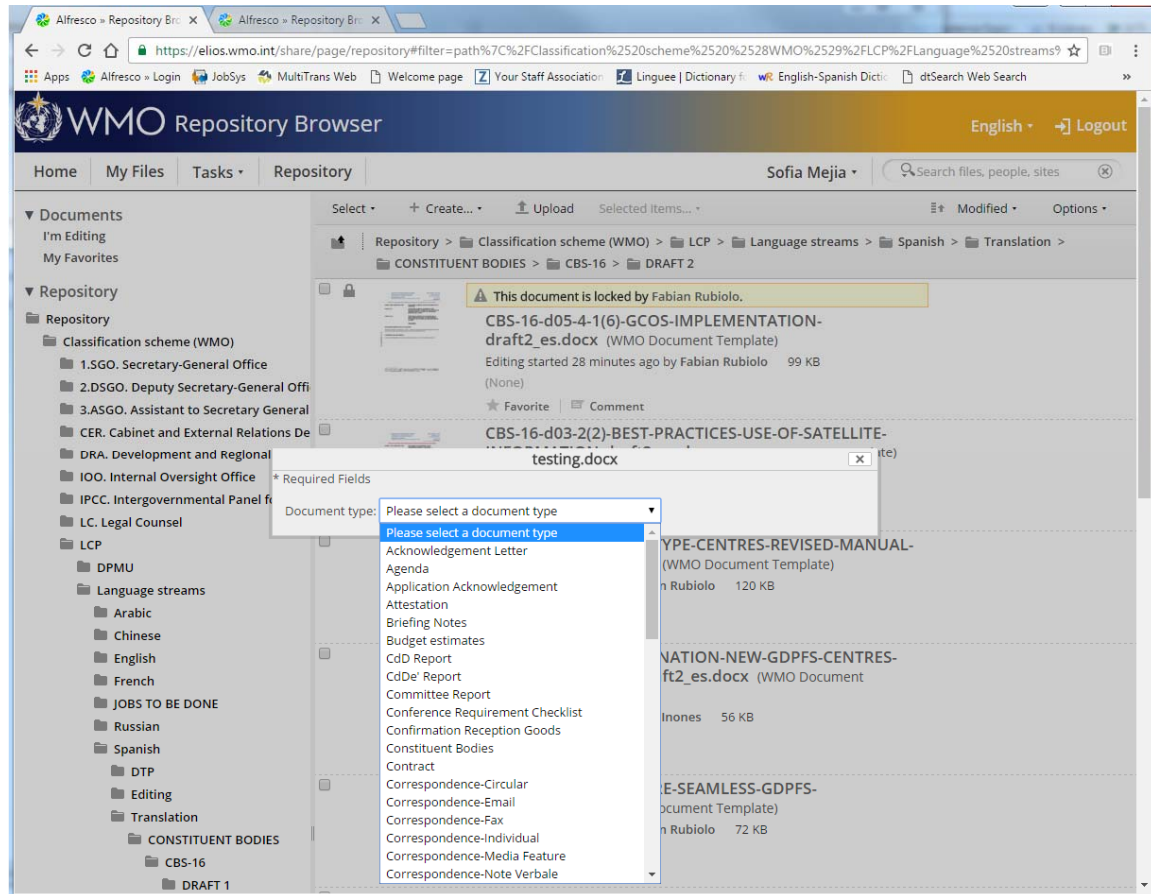 Alfresco » Repository Bro
Alfresco » Repository Bro
https://elios.wmo.int/share/page/repository#filter=path%7C%2FClassification%2520scheme%2520%2528WMO%2529%2FLCP%2FLanguage%2520streams%
Apps Alfresco » Login JobSys MultiTrans Web Welcome page Your Staff Association Linguee | Dictionary f English-Spanish Dictic dtSearch Web Search »
WMO Repository Browser
English Logout
Home My Files Tasks Repository
Sofia Mejia Search files, people, sites
Documents
I'm Editing
My Favorites
Repository
Repository
Classification scheme (WMO)
1.SGO. Secretary-General Office
2.DSGO. Deputy Secretary-General Offi
3.ASGO. Assistant to Secretary General
CER. Cabinet and External Relations De
DRA. Development and Regional
IOO. Internal Oversight Office
IPCC. Intergovernmental Panel fo
LC. Legal Counsel
LCP
DPMU
Language streams
Arabic
Chinese
English
French
JOBS TO BE DONE
Russian
Spanish
DTP
Editing
Translation
CONSTITUENT BODIES
CBS-16
DRAFT 1
Select + Create... Upload Selected Items... Modified Options
Repository > Classification scheme (WMO) > LCP > Language streams > Spanish > Translation >
CONSTITUENT BODIES > CBS-16 > DRAFT 2
This document is locked by Fabian Rubiolo.
CBS-16-d05-4-1(6)-GCOS-IMPLEMENTATION-
draft2_es.docx (WMO Document Template)
Editing started 28 minutes ago by Fabian Rubiolo 99 KB
(None)
Favorite Comment
CBS-16-d03-2(2)-BEST-PRACTICES-USE-OF-SATELLITE-
te)
testing.docx
* Required Fields
Document type: Please select a document type
Please select a document type
Acknowledgement Letter
Agenda
Application Acknowledgement
Attestation
Briefing Notes
Budget estimates
CdD Report
CdDe' Report
Committee Report
Conference Requirement Checklist
Confirmation Reception Goods
Constituent Bodies
Contract
Correspondence-Circular
Correspondence-Email
Correspondence-Fax
Correspondence-Individual
Correspondence-Media Feature
Correspondence-Note Verbale
YPE-CENTRES-REVISED-MANUAL-
(WMO Document Template)
n Rubiolo 120 KB
NATION-NEW-GDPFS-CENTRES-
ft2_es.docx (WMO Document
Inones 56 KB
E-SEAMLESS-GDPFS-
ocument Template)
n Rubiolo 72 KB